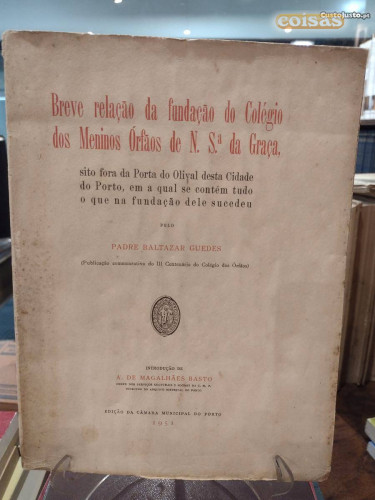 coisas
CustoJusto.pt
Breve relação da fundação do Colégio
dos Meninos Órfãos de N. S.ª da Graça,
sito fora da Porta do Olival desta Cidade
do Porto, em a qual se contém tudo
o que na fundação dele sucedeu
PELO
PADRE BALTAZAR GUEDES
(Publicação comemorativa do III Centenário do Colégio dos Órfãos)
INTRODUÇÃO DE
A. DE MAGALHÃES BASTO
EDIÇÃO DA CÂMARA MUNICIPAL DO PORTO